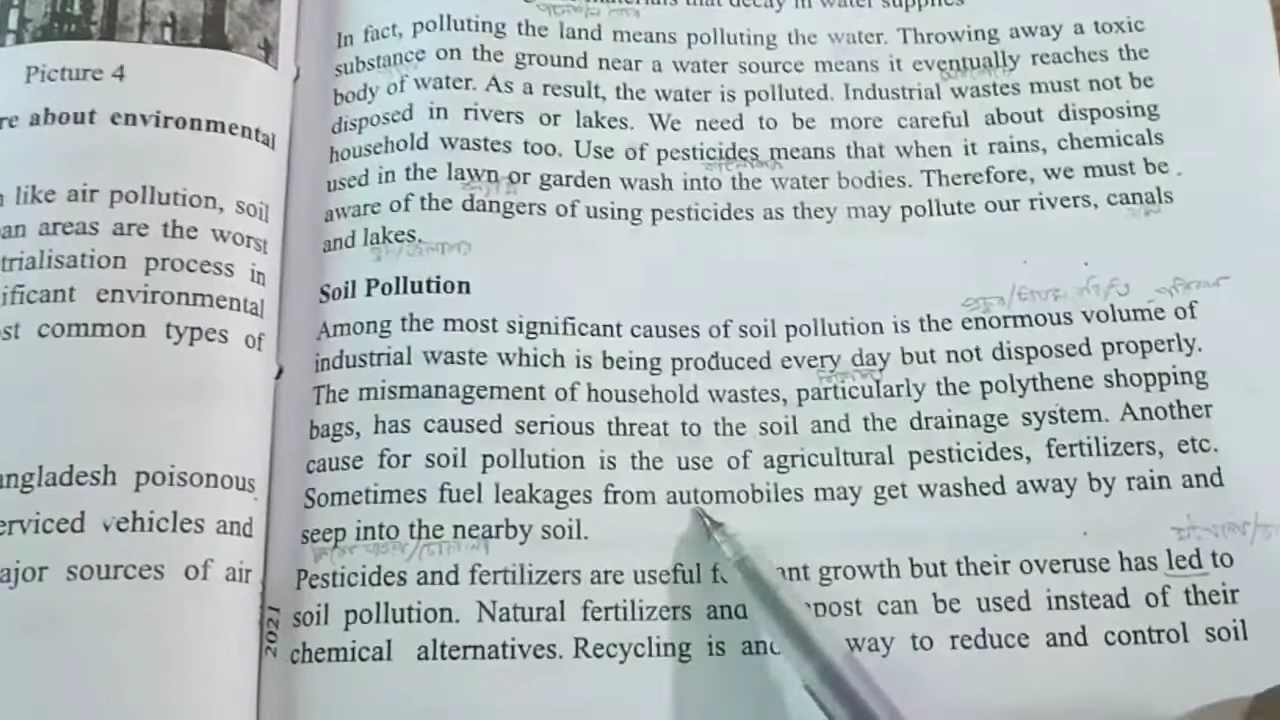 Picture 4
re about environmental
like air pollution, soil
an areas are the worst
trialisation process in
ificant environmental
st common types of
angladesh poisonous
erviced vehicles and
ajor sources of air
2021
that decay in water supplies
In fact, polluting the land means polluting the water. Throwing away a toxic
substance on the ground near a water source means it eventually reaches the
body of water. As a result, the water is polluted. Industrial wastes must not be
disposed in rivers or lakes. We need to be more careful about disposing
household wastes too. Use of pesticides means that when it rains, chemicals
used in the lawn or garden wash into the water bodies. Therefore, we must be
aware of the dangers of using pesticides as they may pollute our rivers, canals
and lakes.
Soil Pollution
Among the most significant causes of soil pollution is the enormous volume of
industrial waste which is being produced every day but not disposed properly.
The mismanagement of household wastes, particularly the polythene shopping
bags, has caused serious threat to the soil and the drainage system. Another
cause for soil pollution is the use of agricultural pesticides, fertilizers, etc.
Sometimes fuel leakages from automobiles may get washed away by rain and
seep into the nearby soil.
Pesticides and fertilizers are useful f ant growth but their overuse has led to
soil pollution. Natural fertilizers and post can be used instead of their
chemical alternatives. Recycling is an way to reduce and control soil